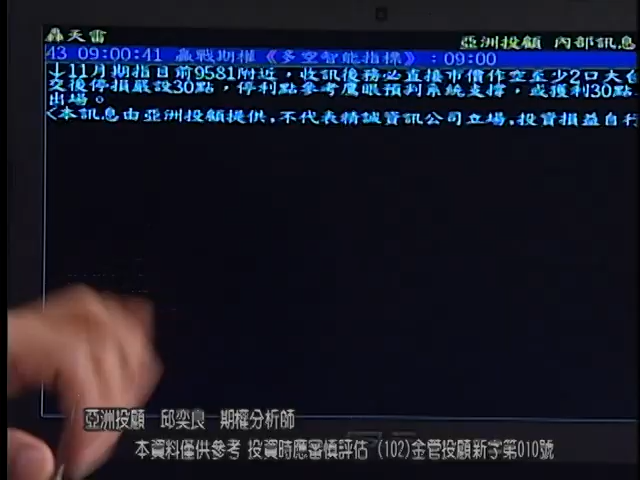 轟天雷
亞洲投顧 內部訊息
43 09:00:41 贏戰期權《多空智能指標》：09:00
↓11月期指目前9581附近，收訊後務必直接市價作空至少2口大台
交後停損嚴設30點，停利點參考鷹眼預判系統支撐，或獲利30點
出場。
<本訊息由亞洲投顧提供，不代表精誠資訊公司立場，投資損益自行
亞洲投顧 邱奕良 期權分析師
本資料僅供參考 投資時應審慎評估 (102)金管投顧新字第010號